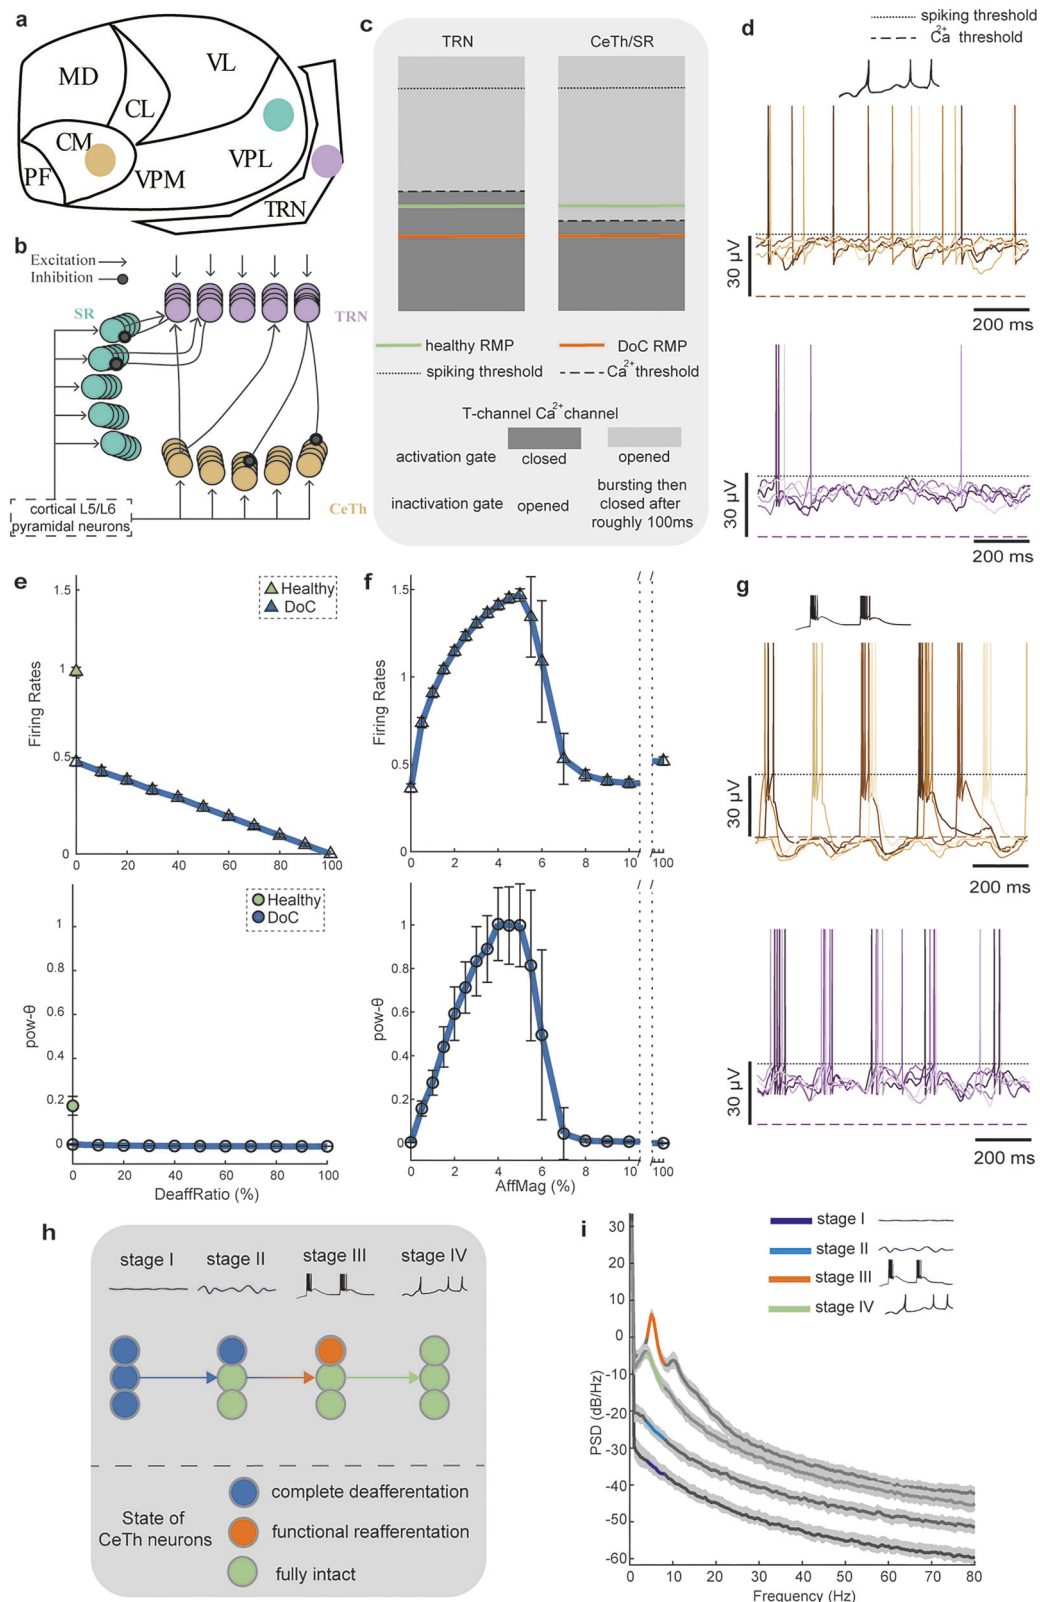 a
MD
VL
CL
CM
PF
VPM
VPL
TRN
b
Excitation
Inhibition
SR
TRN
CeTh
cortical L5/L6
pyramidal neurons
c
TRN
CeTh/SR
healthy RMP
DoC RMP
spiking threshold
Ca2+ threshold
T-channel Ca2+ channel
activation gate
closed
opened
inactivation gate
opened
bursting then
closed after
roughly 100ms
d
spiking threshold
Ca2+ threshold
30 μV
200 ms
30 μV
200 ms
e
Healthy
DoC
Firing Rates
1.5
1
0.5
0
0 20 40 60 80 100
Healthy
DoC
pow-θ
1
0.8
0.6
0.4
0.2
0
0 20 40 60 80 100
DeaffRatio (%)
f
Firing Rates
1.5
1
0.5
0
0 2 4 6 8 10 100
1
0.8
0.6
0.4
0.2
0
0 2 4 6 8 10 100
AffMag (%)
g
30 μV
200 ms
30 μV
200 ms
h
stage I
stage II
stage III
stage IV
State of
CeTh neurons
complete deafferentation
functional reafferentation
fully intact
i
stage I
stage II
stage III
stage IV
PSD (dB/Hz)
30
20
10
0
-10
-20
-30
-40
-50
-60
0 10 20 30 40 50 60 70 80
Frequency (Hz)